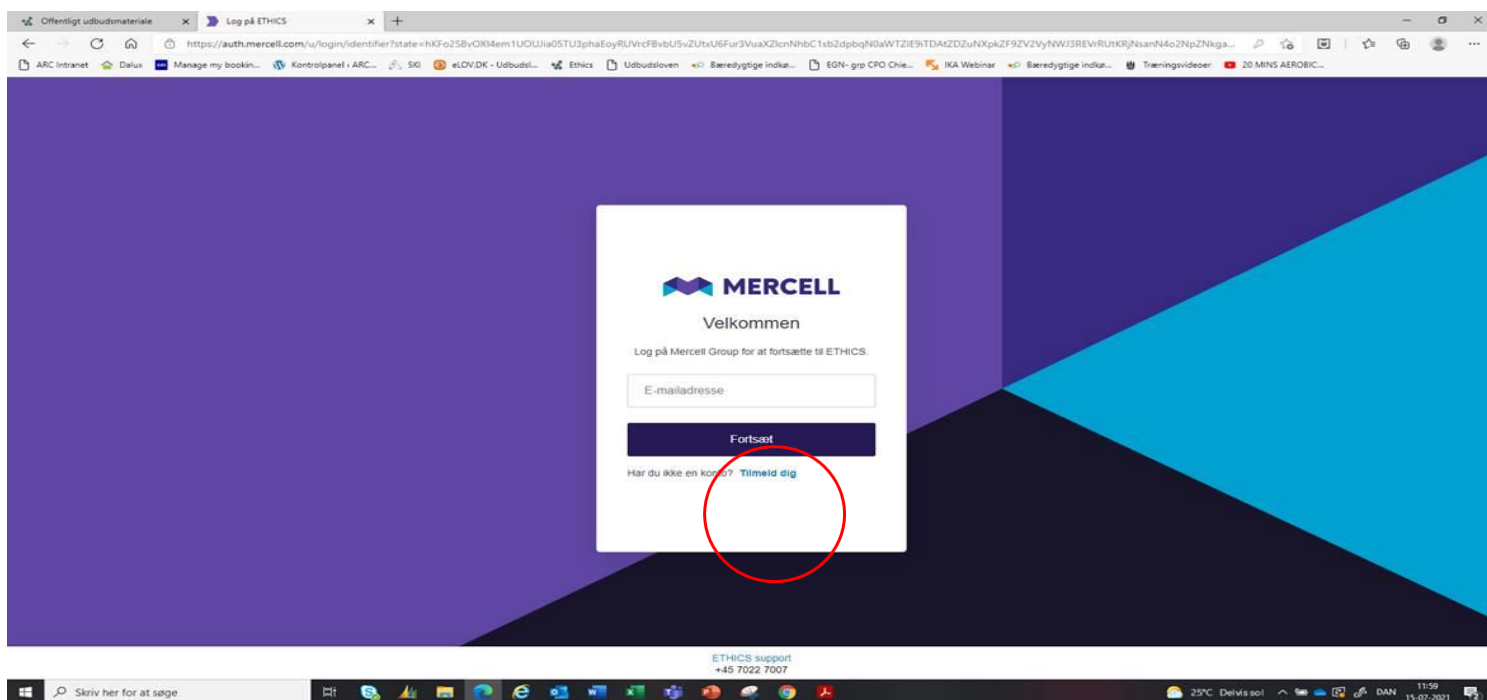 Offentligt udbudsmateriale
Log på ETHICS
ARC Intranet
Dalux
Manage my bookin...
Kontrolpanel ‹ ARC...
SKI
eLOV.DK - Udbudsl...
Ethics
Udbudsloven
Bæredygtige indkø...
EGN- grp CPO Chie...
IKA Webinar
Bæredygtige indkø...
Træningsvideoer
20 MINS AEROBIC...
MERCELL
Velkommen
Log på Mercell Group for at fortsætte til ETHICS.
E-mailadresse
Fortsæt
Har du ikke en konto? Tilmeld dig
ETHICS support
+45 7022 7007
Skriv her for at søge
25°C Delvis sol
DAN
11:59
15-07-2021